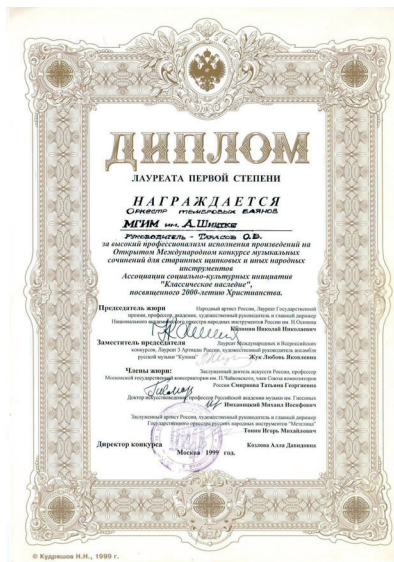 ДИПЛОМ
ЛАУРЕАТА ПЕРВОЙ СТЕПЕНИ
НАГРАЖДАЕТСЯ
Оркестр тембровых баянов
МГИМ им. А.Шнитке
Руководитель - Тарасов О.В.
за высокий профессионализм исполнения произведений на
Открытом Международном конкурсе музыкальных
сочинений для старинных щипковых и иных народных
инструментов
Ассоциации социально-культурных инициатив
"Классическое наследие",
посвященного 2000-летию Христианства.
Председатель жюри Народный артист России, Лауреат Государственной
премии, профессор, академик, художественный руководитель и главный дирижер
Национального академического оркестра народных инструментов России им. Н.Осипова
Калинин Николай Николаевич
Заместитель председателя Лауреат Международных и Всероссийских
конкурсов, Лауреат 3 Артиады России, художественный руководитель ансамбля
русской музыки "Купина" Жук Любовь Яковлевна
Члены жюри: Заслуженный деятель искусств России, профессор
Московской государственной консерватории им. П.Чайковского, член Союза композиторов
России Смирнова Татьяна Георгиевна
Доктор искусствоведения, профессор Российской академии музыки им. Гнесиных
Имханицкий Михаил Иосифович
Заслуженный артист России, художественный руководитель и главный дирижер
Государственного оркестра русских народных инструментов "Метелица"
Тонин Игорь Михайлович
Директор конкурса Козлова Алла Давидовна
Москва 1999 год.
© Кудряшов Н.Н., 1999 г.